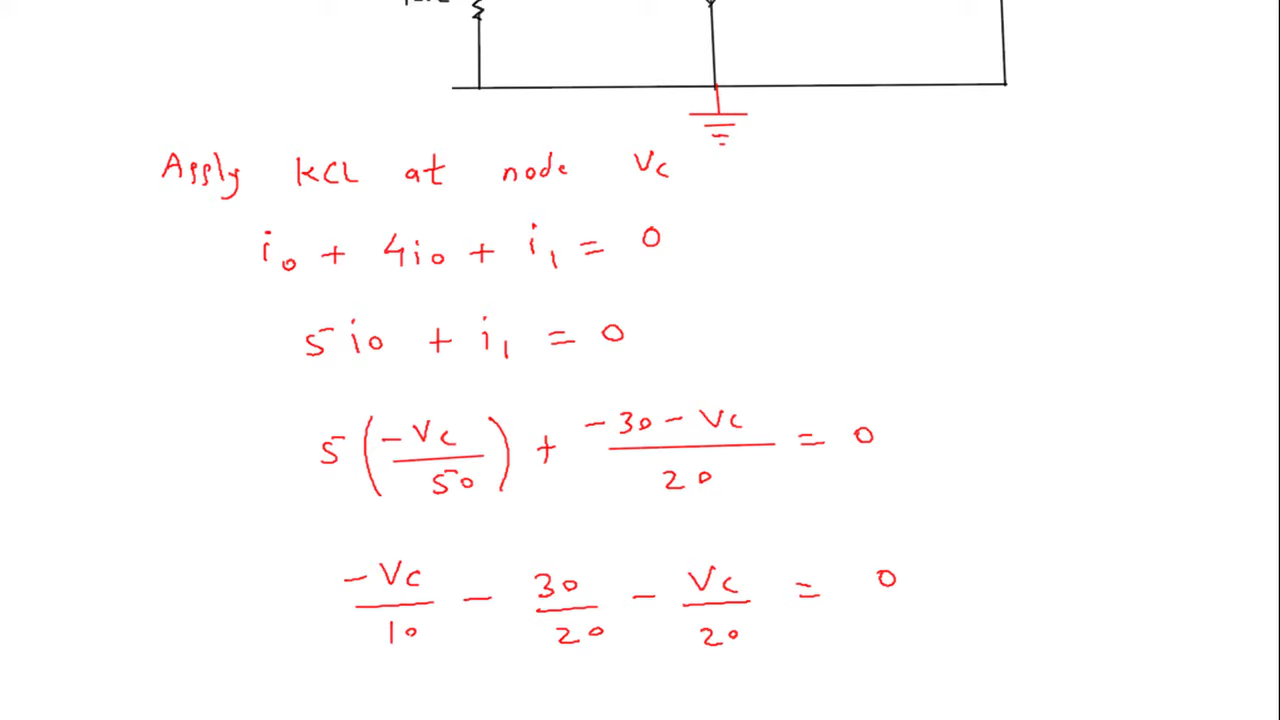 Apply KCL at node Vc
i0 + 4i0 + i1 = 0
5i0 + i1 = 0
5(-Vc/50) + (-30-Vc)/20 = 0
-Vc/10 - 30/20 - Vc/20 = 0